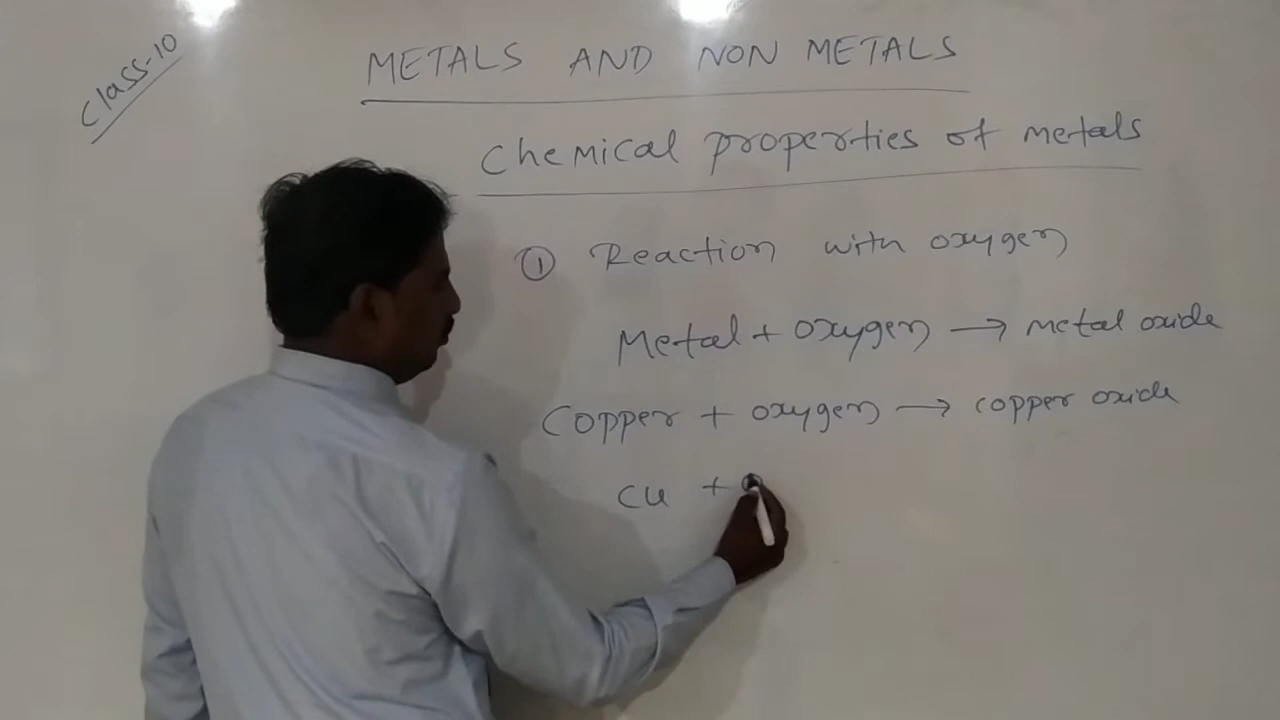 Class-10
METALS AND NON METALS
Chemical properties of metals
① Reaction with oxygen
Metal + oxygen → metal oxide
Copper + oxygen → copper oxide
Cu +